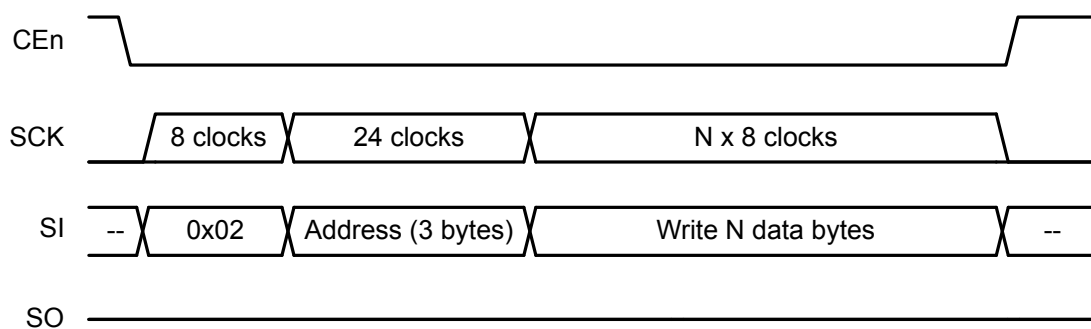 CEn
SCK 8 clocks 24 clocks N x 8 clocks
SI -- 0x02 Address (3 bytes) Write N data bytes --
SO